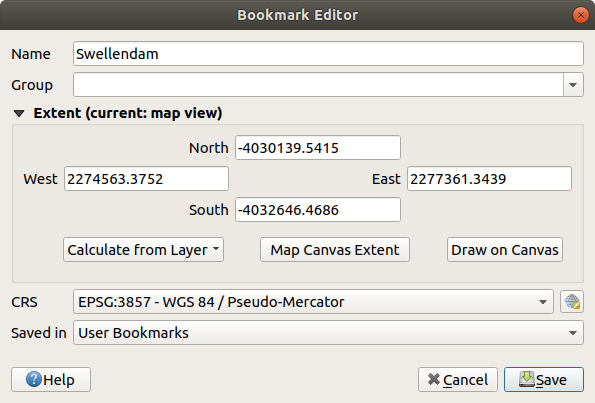 Bookmark Editor
Name Swellendam
Group
Extent (current: map view)
North -4030139.5415
West 2274563.3752 East 2277361.3439
South -4032646.4686
Calculate from Layer Map Canvas Extent Draw on Canvas
CRS EPSG:3857 - WGS 84 / Pseudo-Mercator
Saved in User Bookmarks
Help Cancel Save